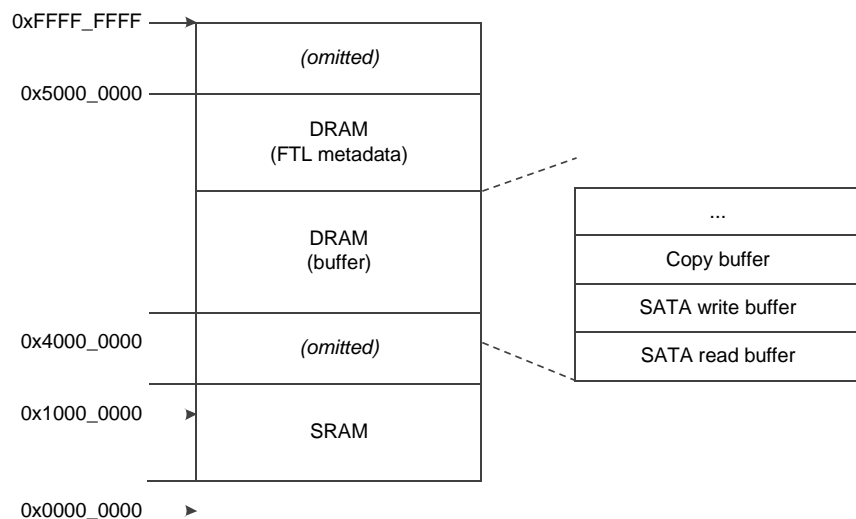 0xFFFF_FFFF
(omitted)
0x5000_0000
DRAM
(FTL metadata)
...
DRAM
(buffer)
Copy buffer
SATA write buffer
0x4000_0000
(omitted)
SATA read buffer
0x1000_0000
SRAM
0x0000_0000